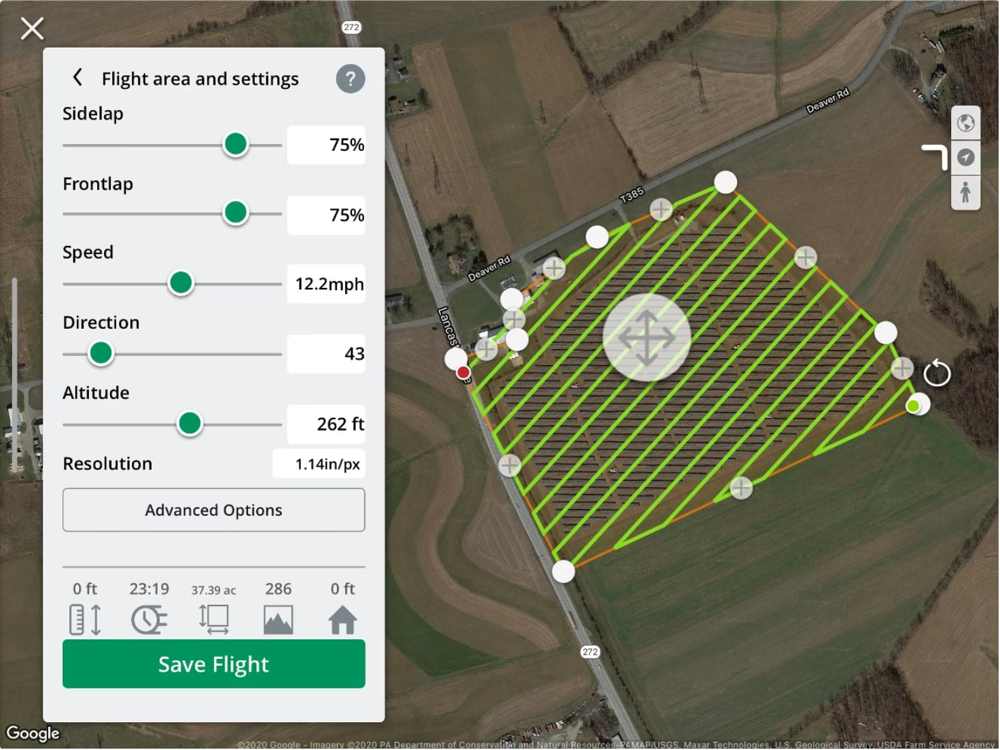 272
Flight area and settings
?
Sidelap
75%
Frontlap
75%
Speed
12.2mph
Direction
43
Altitude
262 ft
Resolution
1.14in/px
Advanced Options
0 ft
23:19
37.39 ac
286
0 ft
Save Flight
Deaver Rd
T385
Deaver Rd
272
Google
©2020 Google - Imagery ©2020 PA Department of Conservation and Natural Resources-PAMAP/USGS, Maxar Technologies, U.S. Geological Survey, USDA Farm Service Agency